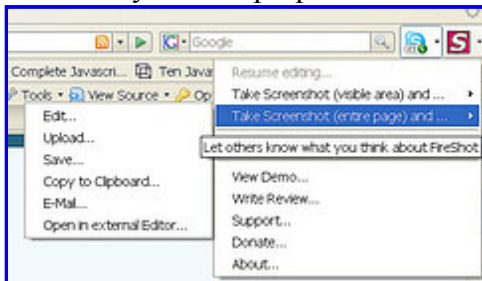 Google
S
Complete Javascri... Ten Javas
Tools View Source Op
Resume editing...
Take Screenshot (visible area) and ...
Take Screenshot (entire page) and ...
Let others know what you think about FireShot
View Demo...
Write Review...
Support...
Donate...
About...
Edit...
Upload...
Save...
Copy to Clipboard...
E-Mail...
Open in external Editor...